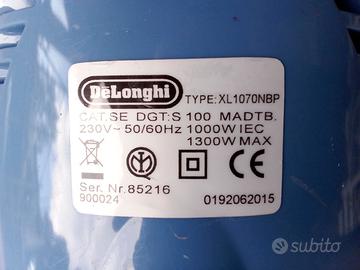 DeLonghi
TYPE: XL1070NBP
CAT.SE DGT:S 100 MADTB.
230V~ 50/60Hz 1000W IEC
1300W MAX
CE
Ser. Nr.85216
900024 0192062015
subito